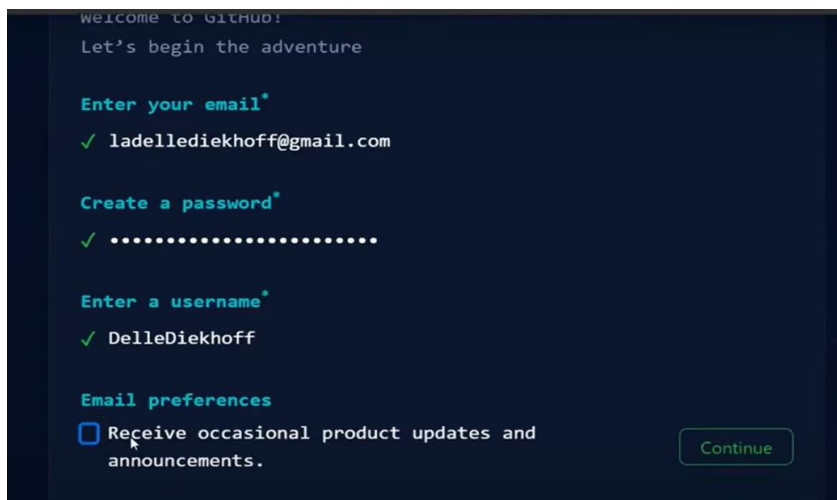 Welcome to GitHub!
Let’s begin the adventure
Enter your email*
✓ ladellediekhoff@gmail.com
Create a password*
✓ ••••••••••••••••••••••••
Enter a username*
✓ DelleDiekhoff
Email preferences
Receive occasional product updates and
announcements.
Continue